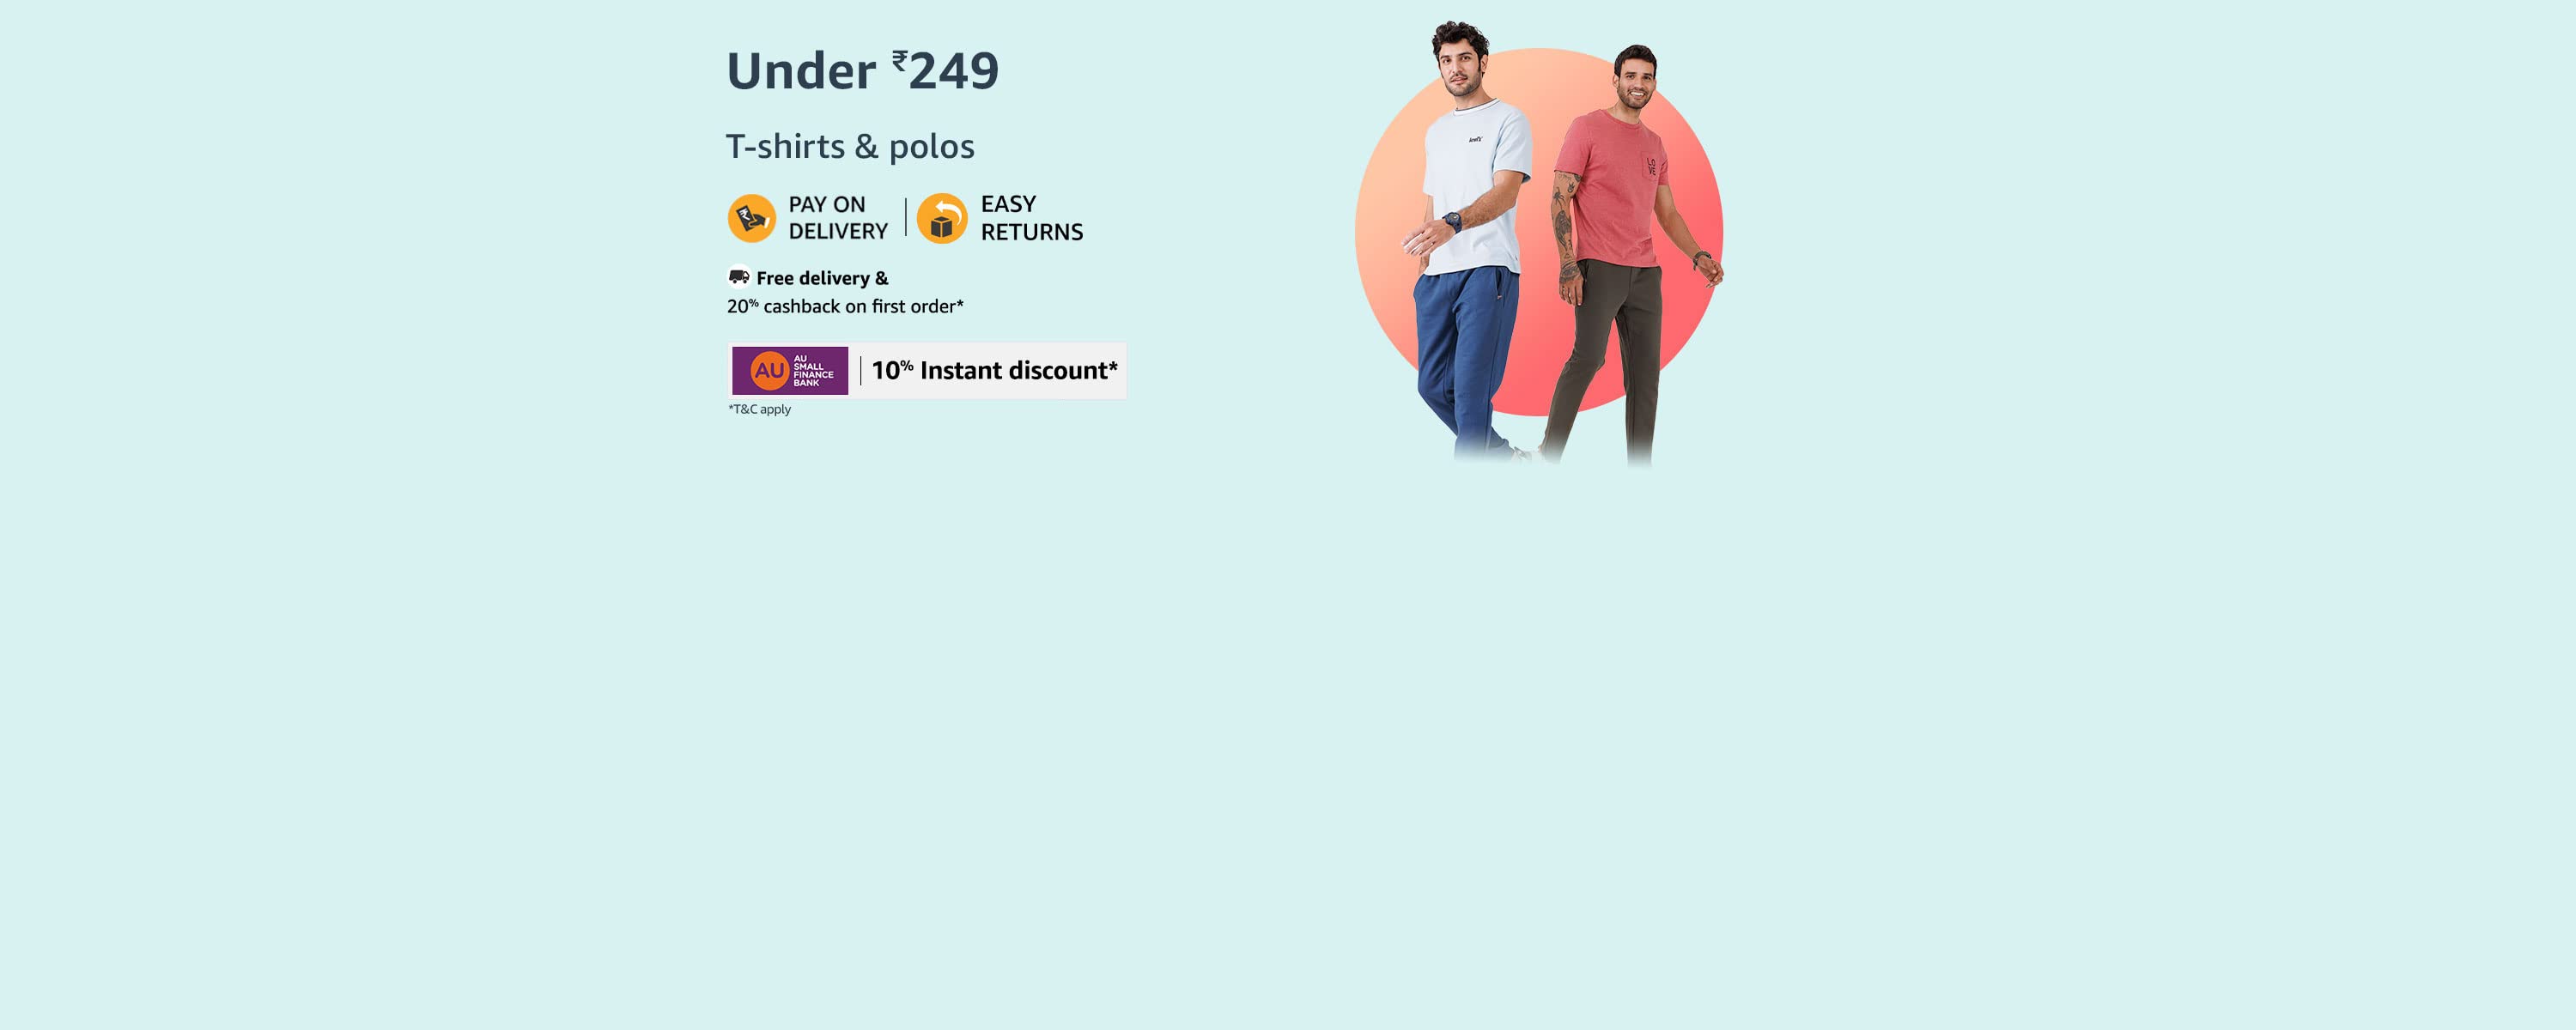 Under ₹249
T-shirts & polos
PAY ON
DELIVERY
EASY
RETURNS
Free delivery &
20% cashback on first order*
AU
AU
SMALL
FINANCE
BANK
10% Instant discount*
*T&C apply
Levi's
LO
VE